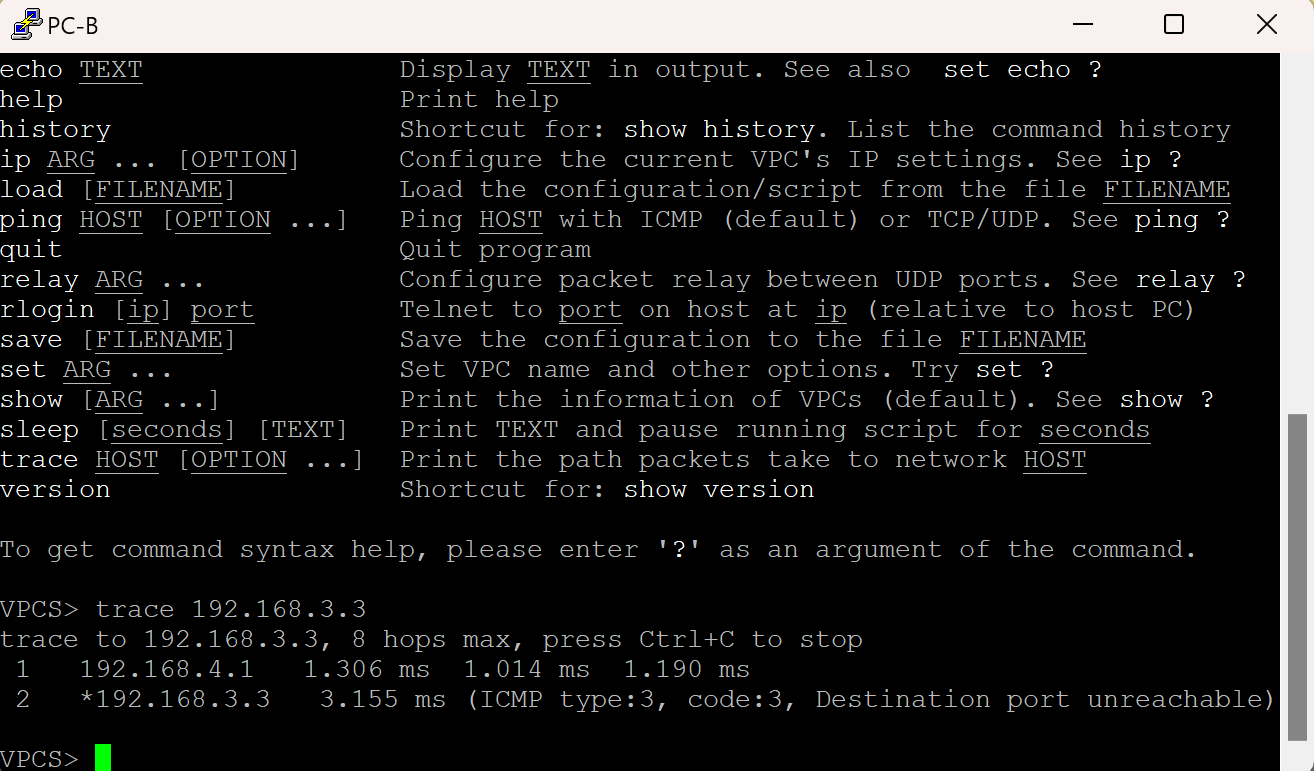 PC-B
echo TEXT                Display TEXT in output. See also  set echo ?
help                     Print help
history                  Shortcut for: show history. List the command history
ip ARG ... [OPTION]      Configure the current VPC's IP settings. See ip ?
load [FILENAME]          Load the configuration/script from the file FILENAME
ping HOST [OPTION ...]   Ping HOST with ICMP (default) or TCP/UDP. See ping ?
quit                     Quit program
relay ARG ...            Configure packet relay between UDP ports. See relay ?
rlogin [ip] port         Telnet to port on host at ip (relative to host PC)
save [FILENAME]          Save the configuration to the file FILENAME
set ARG ...              Set VPC name and other options. Try set ?
show [ARG ...]           Print the information of VPCs (default). See show ?
sleep [seconds] [TEXT]   Print TEXT and pause running script for seconds
trace HOST [OPTION ...]  Print the path packets take to network HOST
version                  Shortcut for: show version
To get command syntax help, please enter '?' as an argument of the command.
VPCS> trace 192.168.3.3
trace to 192.168.3.3, 8 hops max, press Ctrl+C to stop
 1   192.168.4.1   1.306 ms  1.014 ms  1.190 ms
 2   *192.168.3.3   3.155 ms (ICMP type:3, code:3, Destination port unreachable)
VPCS>